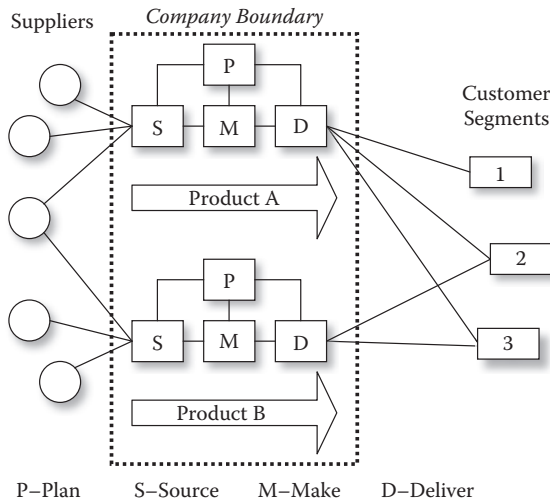 Suppliers
Company Boundary
P
Customer
Segments
S
M
D
1
Product A
2
P
3
S
M
D
Product B
P–Plan
S–Source
M–Make
D–Deliver